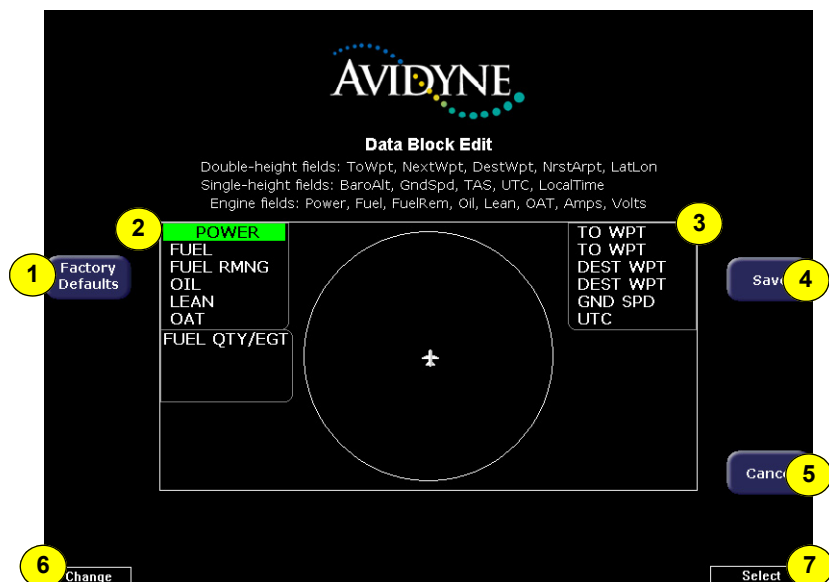 AVIDYNE
Data Block Edit
Double-height fields: ToWpt, NextWpt, DestWpt, NrstArpt, LatLon
Single-height fields: BaroAlt, GndSpd, TAS, UTC, LocalTime
Engine fields: Power, Fuel, FuelRem, Oil, Lean, OAT, Amps, Volts
2
POWER
FUEL
FUEL RMNG
OIL
LEAN
OAT
FUEL QTY/EGT
3
TO WPT
TO WPT
DEST WPT
DEST WPT
GND SPD
UTC
1
Factory
Defaults
Save
4
Cance
5
6
Change
7
Select